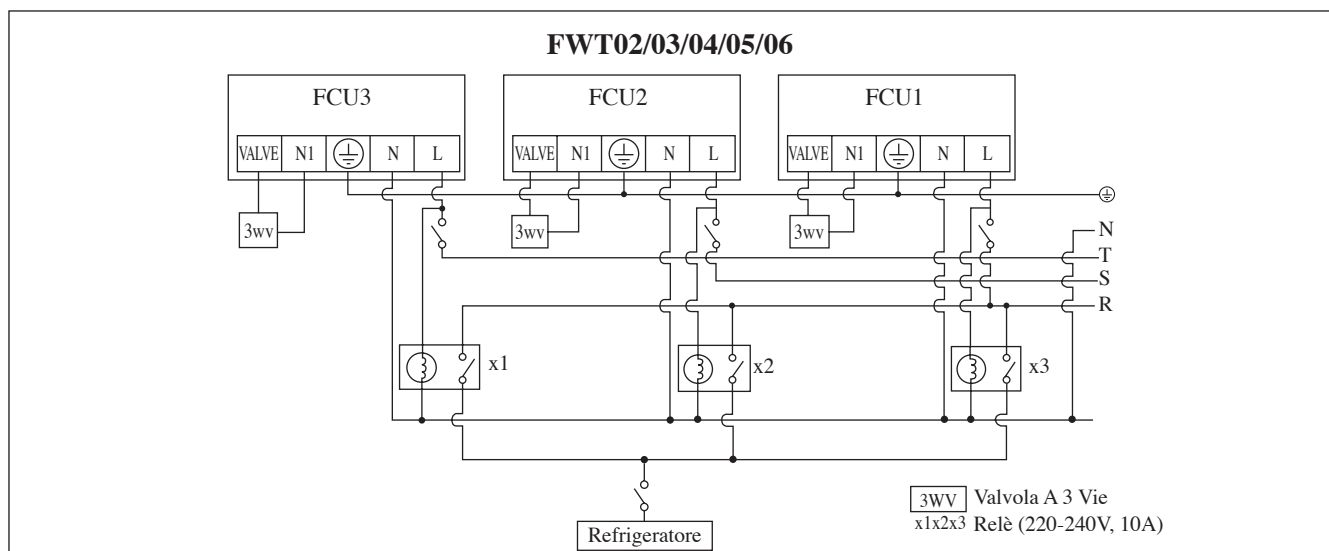 FWT02/03/04/05/06
FCU3 FCU2 FCU1
VALVE N1 N L VALVE N1 N L VALVE N1 N L
3wv 3wv 3wv
N
T
S
R
x1 x2 x3
3WV Valvola A 3 Vie
x1x2x3 Relè (220-240V, 10A)
Refrigeratore